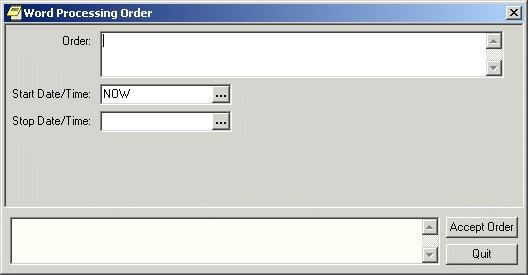 Word Processing Order
Order:
Start Date/Time: NOW ...
Stop Date/Time: ...
Accept Order
Quit